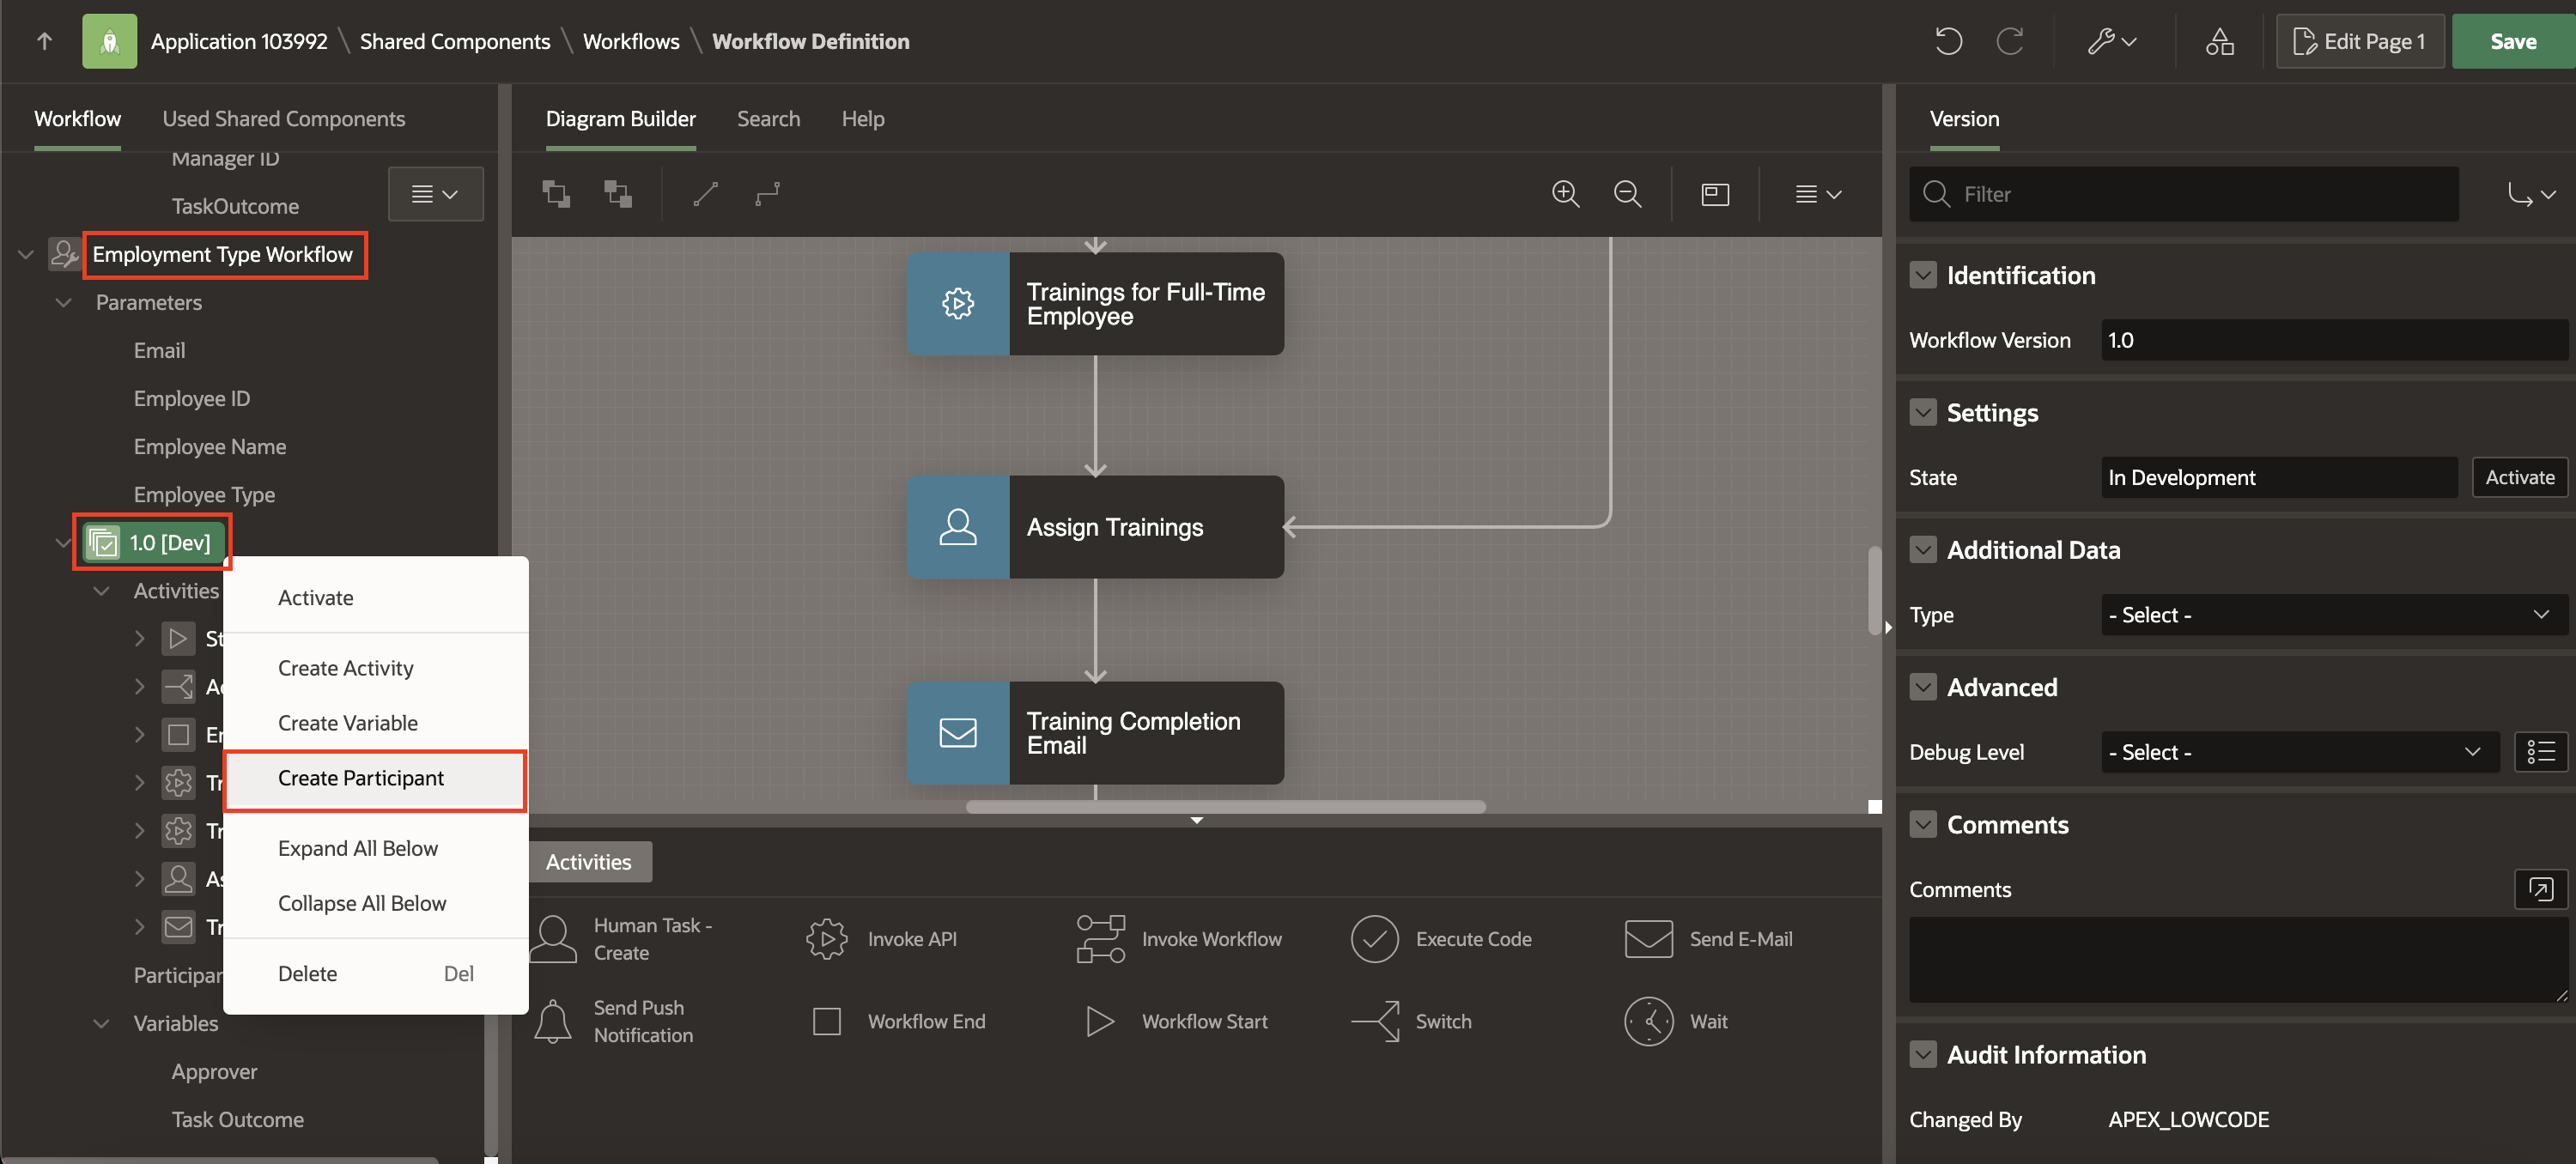 Application 103992 \ Shared Components \ Workflows \ Workflow Definition
Edit Page 1
Save
Workflow
Used Shared Components
Manager ID
TaskOutcome
Employment Type Workflow
Parameters
Email
Employee ID
Employee Name
Employee Type
1.0 [Dev]
Activities
St
Ac
Er
Tr
Tr
As
Tr
Participar
Variables
Approver
Task Outcome
Activate
Create Activity
Create Variable
Create Participant
Expand All Below
Collapse All Below
Delete Del
Diagram Builder
Search
Help
Trainings for Full-Time
Employee
Assign Trainings
Training Completion
Email
Activities
Human Task -
Create
Invoke API
Invoke Workflow
Execute Code
Send E-Mail
Send Push
Notification
Workflow End
Workflow Start
Switch
Wait
Version
Filter
Identification
Workflow Version 1.0
Settings
State In Development Activate
Additional Data
Type - Select -
Advanced
Debug Level - Select -
Comments
Comments
Audit Information
Changed By APEX_LOWCODE